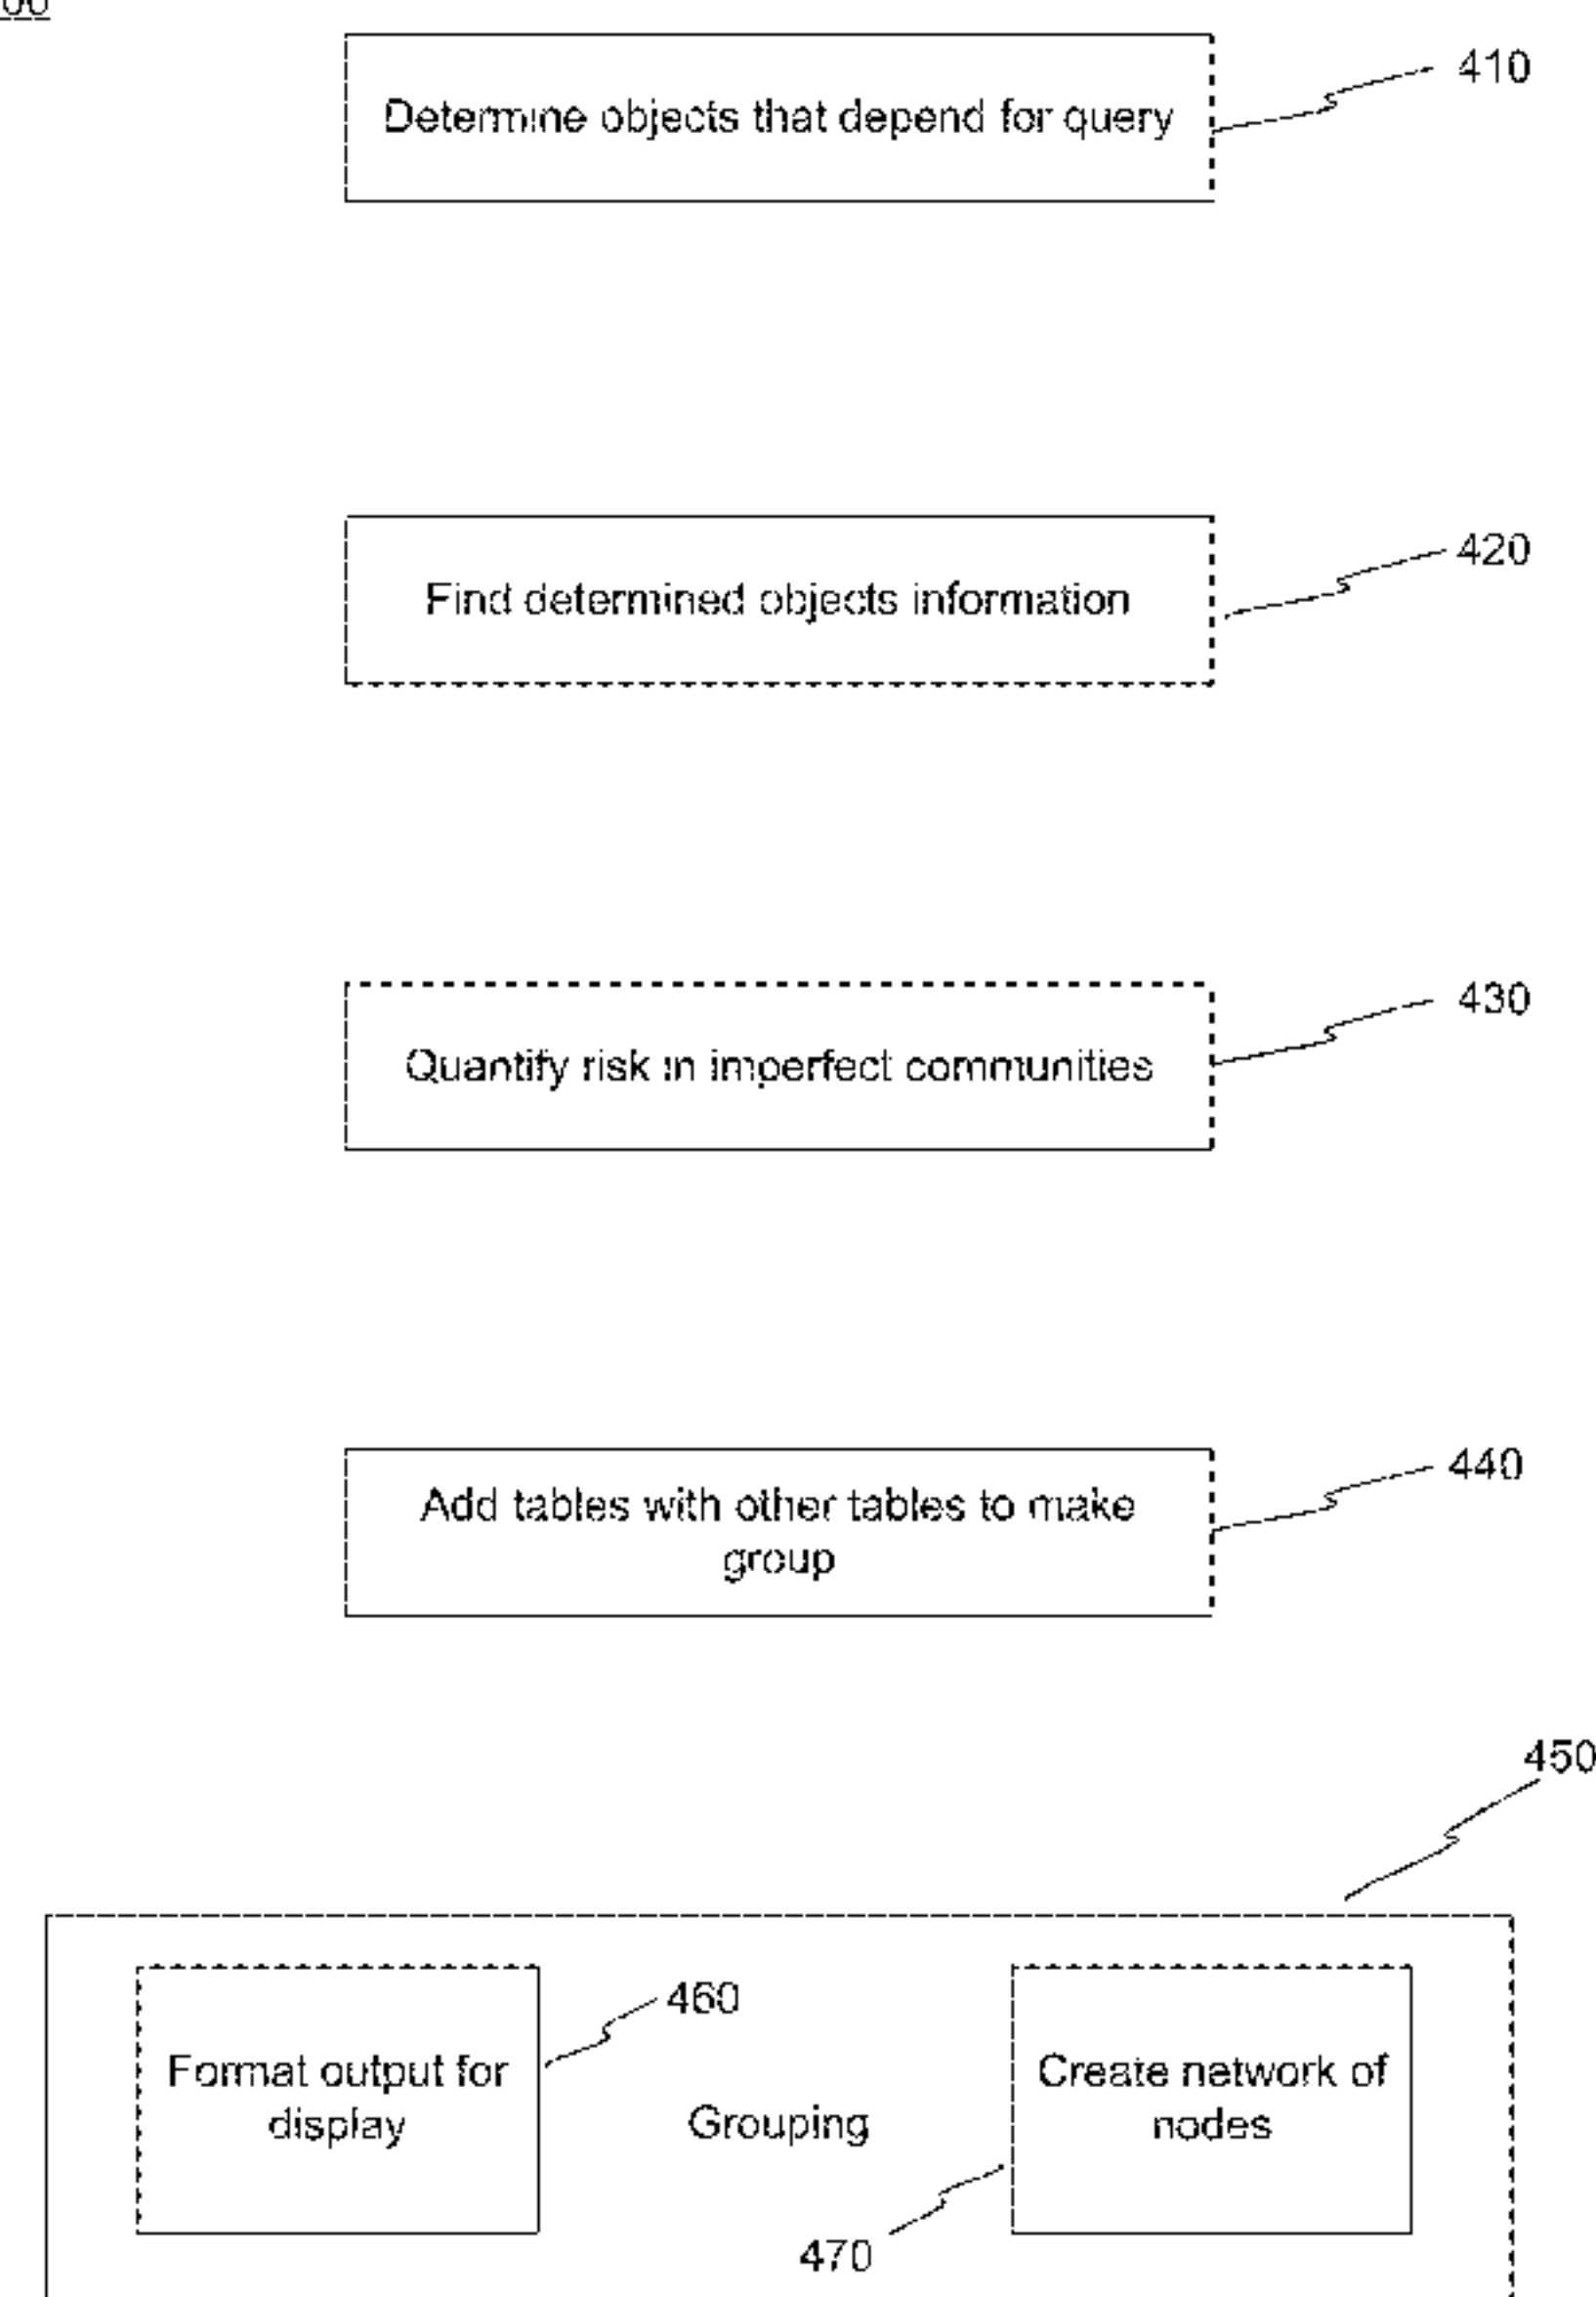 410
Determine objects that depend for query
420
Find determined objects information
430
Quantify risk in imperfect communities
440
Add tables with other tables to make
group
450
460
Format output for
display
Grouping
Create network of
nodes
470